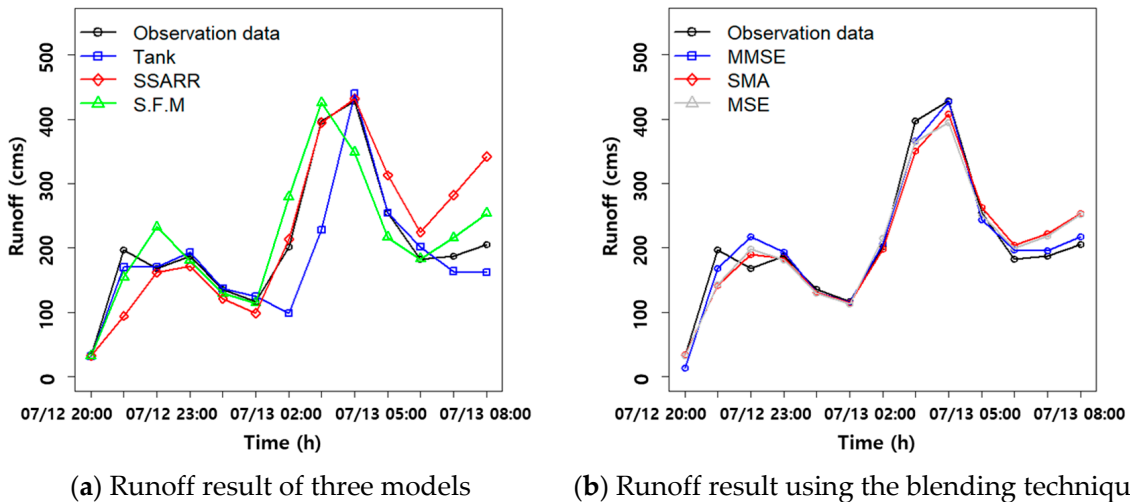 Observation data
Tank
SSARR
S.F.M
500
400
300
200
100
0
Runoff (cms)
07/12 20:00 07/12 23:00 07/13 02:00 07/13 05:00 07/13 08:00
Time (h)
(a) Runoff result of three models
Observation data
MMSE
SMA
MSE
500
400
300
200
100
0
Runoff (cms)
07/12 20:00 07/12 23:00 07/13 02:00 07/13 05:00 07/13 08:00
Time (h)
(b) Runoff result using the blending techniqu